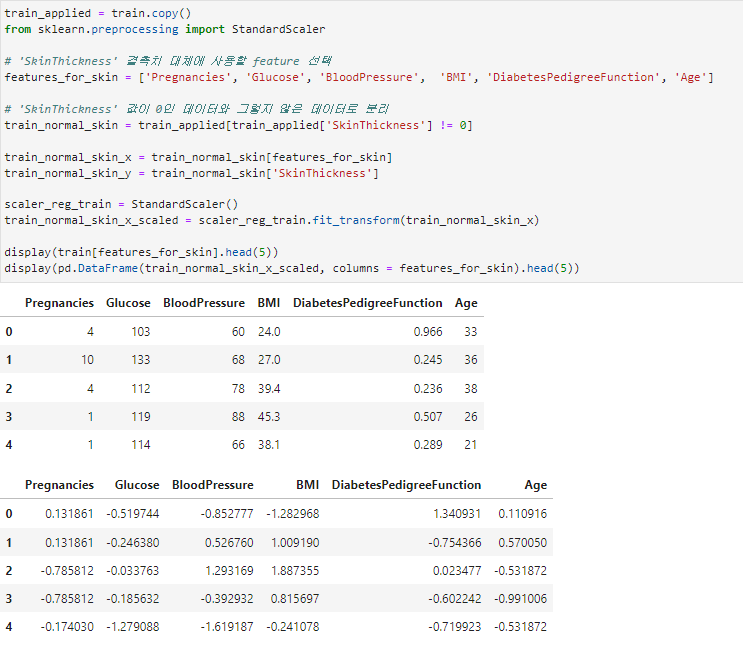 train_applied = train.copy()
from sklearn.preprocessing import StandardScaler
# 'SkinThickness' 결측치 대체에 사용할 feature 선택
features_for_skin = ['Pregnancies', 'Glucose', 'BloodPressure',  'BMI', 'DiabetesPedigreeFunction', 'Age']
# 'SkinThickness' 값이 0인 데이터와 그렇지 않은 데이터로 분리
train_normal_skin = train_applied[train_applied['SkinThickness'] != 0]
train_normal_skin_x = train_normal_skin[features_for_skin]
train_normal_skin_y = train_normal_skin['SkinThickness']
scaler_reg_train = StandardScaler()
train_normal_skin_x_scaled = scaler_reg_train.fit_transform(train_normal_skin_x)
display(train[features_for_skin].head(5))
display(pd.DataFrame(train_normal_skin_x_scaled, columns = features_for_skin).head(5))
Pregnancies Glucose BloodPressure BMI DiabetesPedigreeFunction Age
0 4 103 60 24.0 0.966 33
1 10 133 68 27.0 0.245 36
2 4 112 78 39.4 0.236 38
3 1 119 88 45.3 0.507 26
4 1 114 66 38.1 0.289 21
Pregnancies Glucose BloodPressure BMI DiabetesPedigreeFunction Age
0 0.131861 -0.519744 -0.852777 -1.282968 1.340931 0.110916
1 0.131861 -0.246380 0.526760 1.009190 -0.754366 0.570050
2 -0.785812 -0.033763 1.293169 1.887355 0.023477 -0.531872
3 -0.785812 -0.185632 -0.392932 0.815697 -0.602242 -0.991006
4 -0.174030 -1.279088 -1.619187 -0.241078 -0.719923 -0.531872